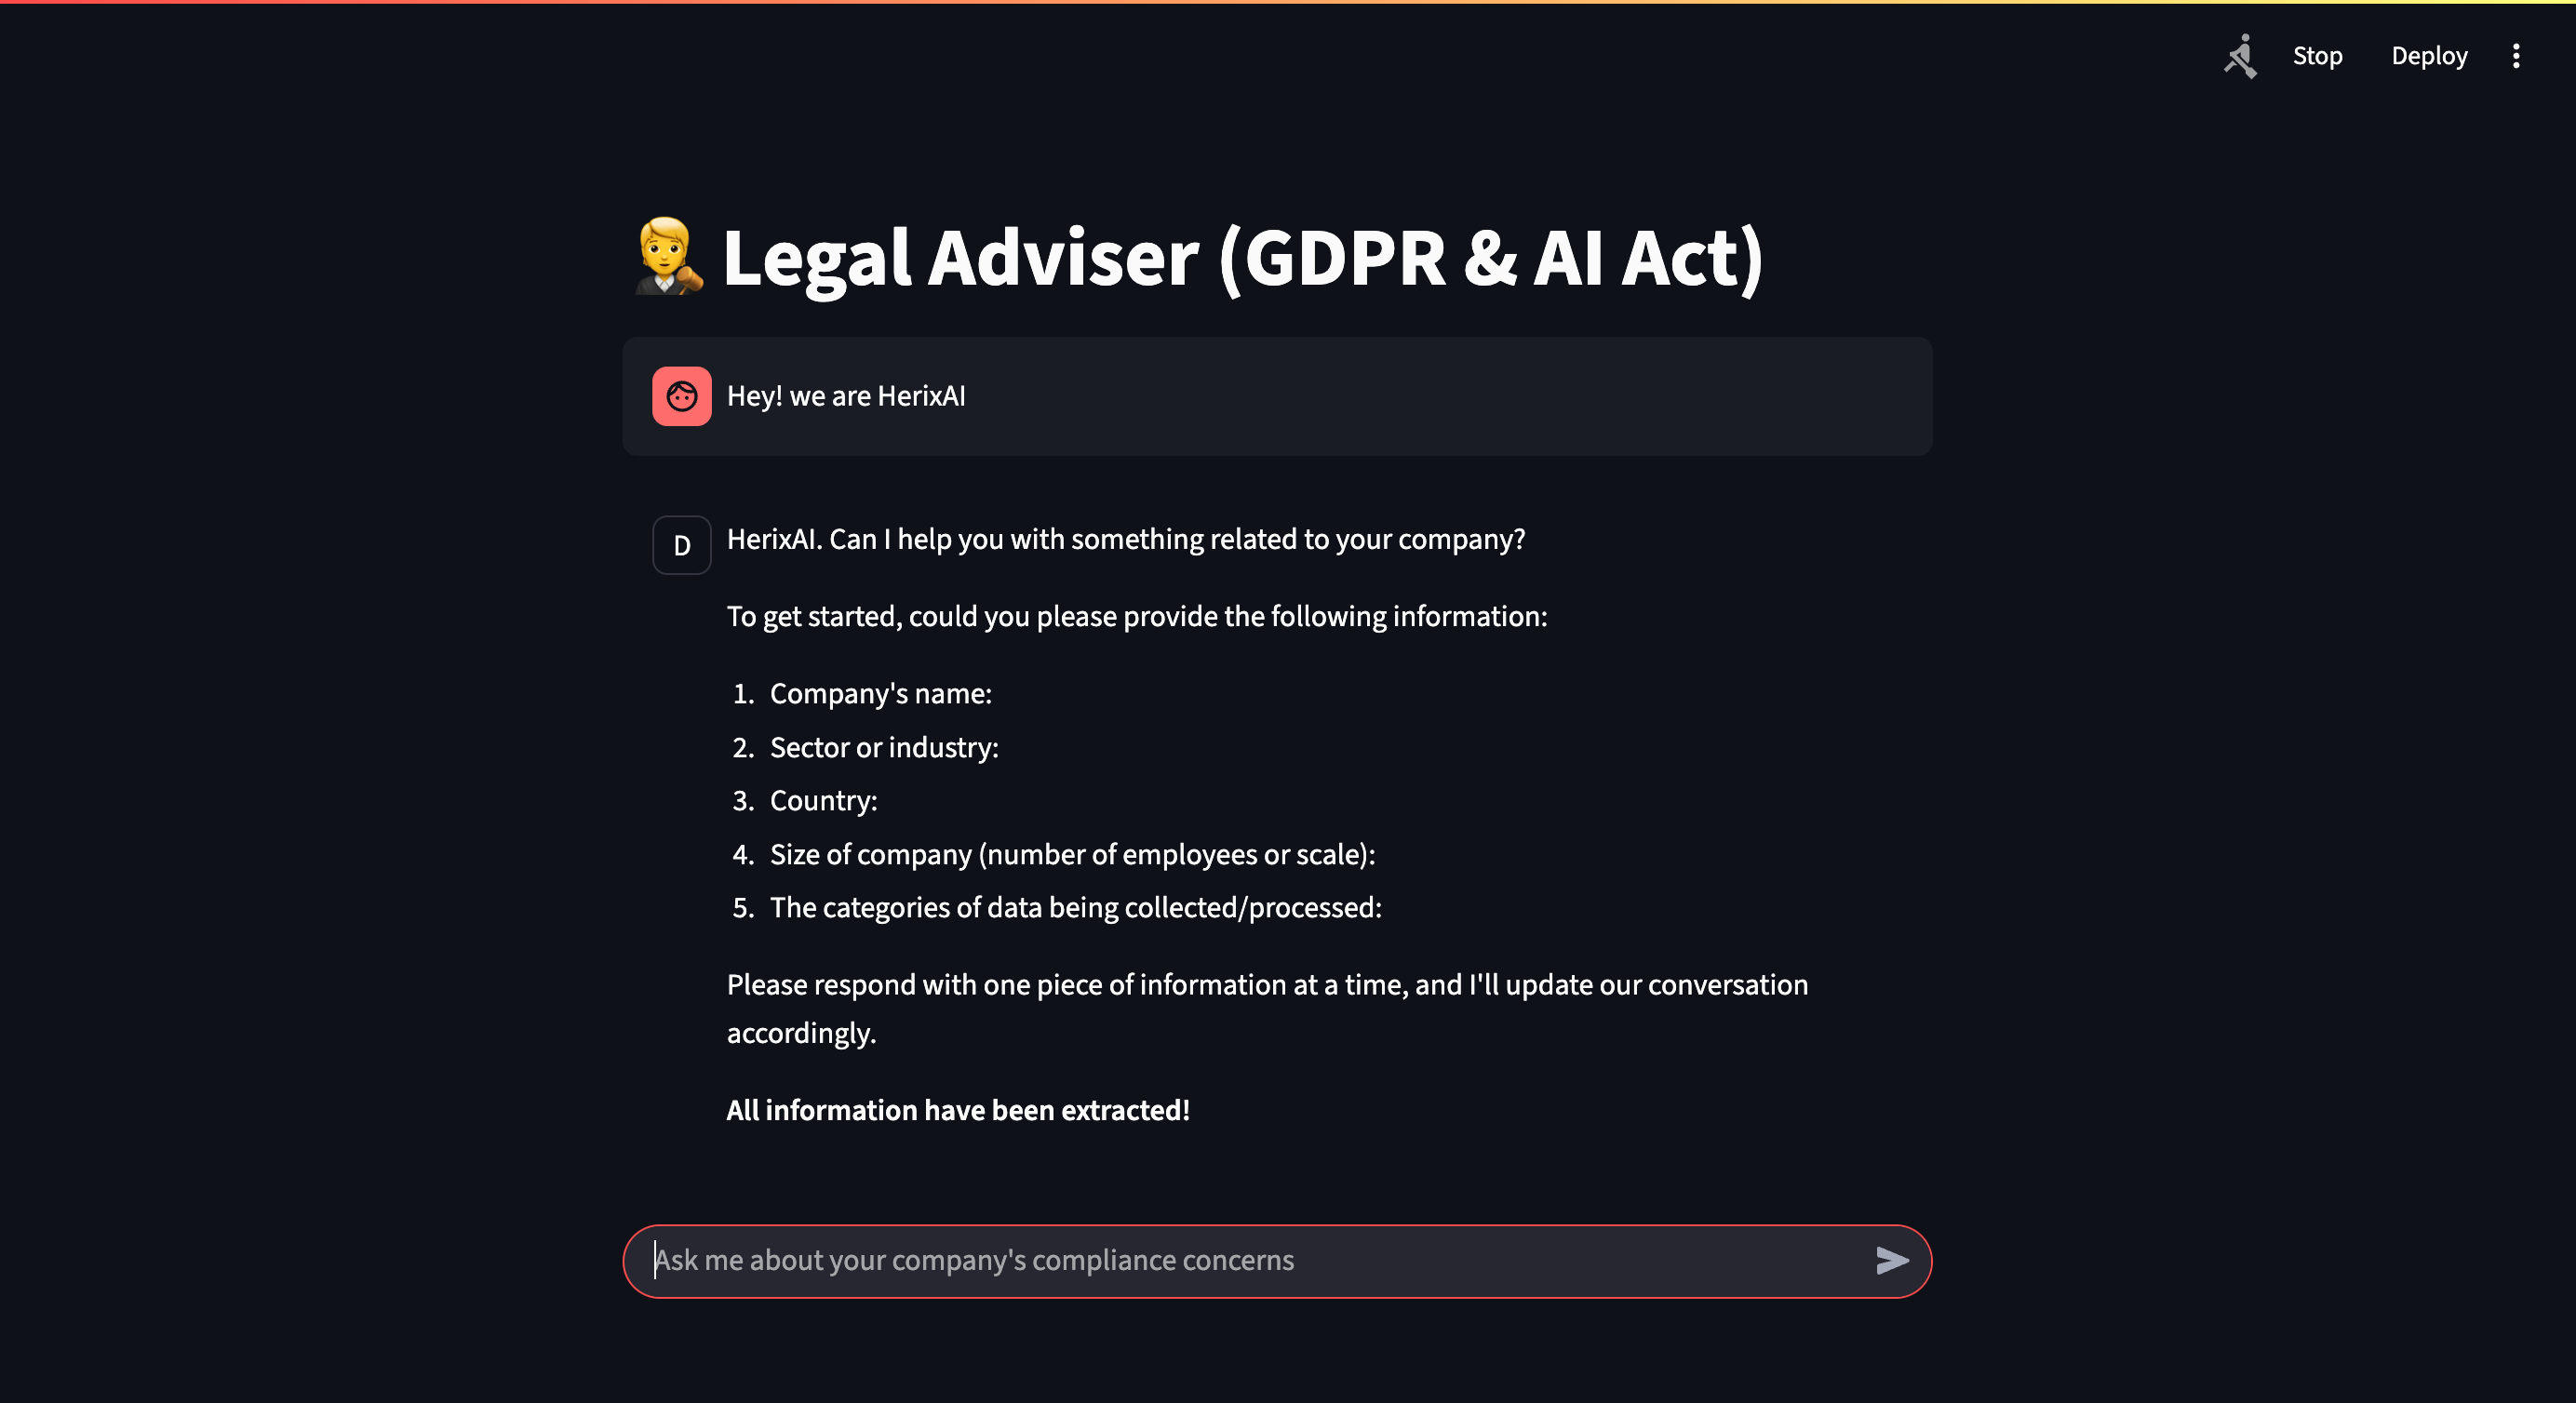 Stop Deploy
Legal Adviser (GDPR & AI Act)
Hey! we are HerixAI
D HerixAI. Can I help you with something related to your company?
To get started, could you please provide the following information:
1. Company's name:
2. Sector or industry:
3. Country:
4. Size of company (number of employees or scale):
5. The categories of data being collected/processed:
Please respond with one piece of information at a time, and I'll update our conversation
accordingly.
All information have been extracted!
Ask me about your company's compliance concerns